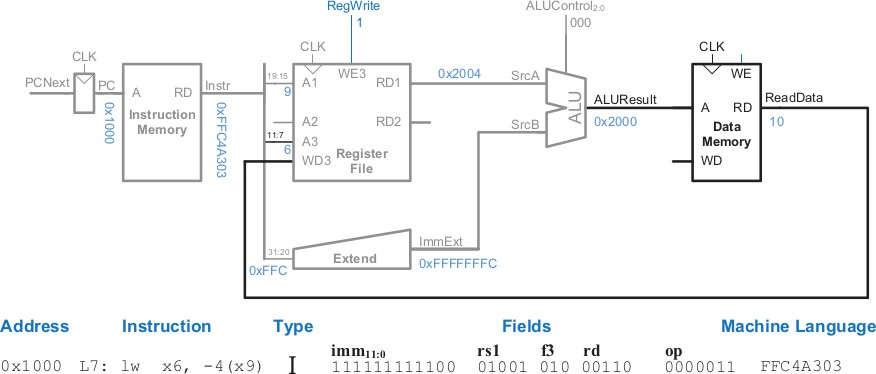 RegWrite
ALUControl2:0
1
000
CLK
CLK
CLK
PCNext
PC
A
RD
Instr
Instruction
Memory
0x1000
0xFFC4A303
19:15
9
A1
WE3
RD1
0x2004
SrcA
A2
RD2
11:7
6
A3
WD3
Register
File
SrcB
ALU
ALUResult
0x2000
WE
A
RD
ReadData
10
Data
Memory
WD
31:20
0xFFC
Extend
ImmExt
0xFFFFFFFC
Address Instruction Type Fields Machine Language
imm11:0 rs1 f3 rd op
0x1000 L7: lw x6, -4(x9) I 111111111100 01001 010 00110 0000011 FFC4A303